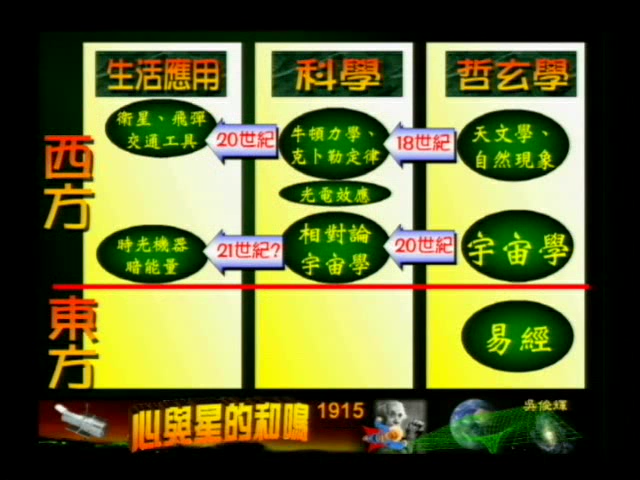 生活應用
科學
哲玄學
西方
衛星、飛彈
交通工具
20世紀
牛頓力學、
克卜勒定律
18世紀
天文學、
自然現象
光電效應
時光機器
暗能量
21世紀?
相對論
宇宙學
20世紀
宇宙學
東方
易經
心與星的和鳴
1915
吳俊輝